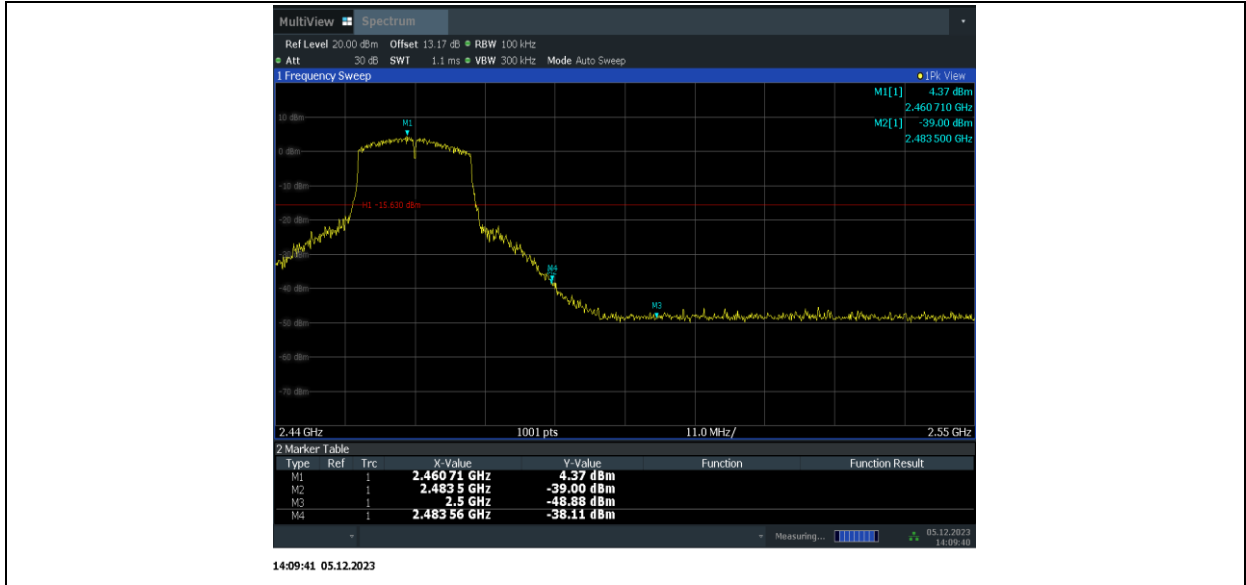 MultiView Spectrum
Ref Level 20.00 dBm Offset 13.17 dB RBW 100 kHz
Att 30 dB SWT 1.1 ms VBW 300 kHz Mode Auto Sweep
1 Frequency Sweep 1Pk View
M1[1] 4.37 dBm
2.460 710 GHz
M2[1] -39.00 dBm
2.483 500 GHz
10 dBm
M1
0 dBm
-10 dBm
H1 -15.630 dBm
-20 dBm
-30 dBm
M4
-40 dBm
M3
-50 dBm
-60 dBm
-70 dBm
2.44 GHz 1001 pts 11.0 MHz/ 2.55 GHz
2 Marker Table
Type Ref Trc X-Value Y-Value Function Function Result
M1 1 2.460 71 GHz 4.37 dBm
M2 1 2.483 5 GHz -39.00 dBm
M3 1 2.5 GHz -48.88 dBm
M4 1 2.483 56 GHz -38.11 dBm
Measuring... 05.12.2023
14:09:40
14:09:41 05.12.2023